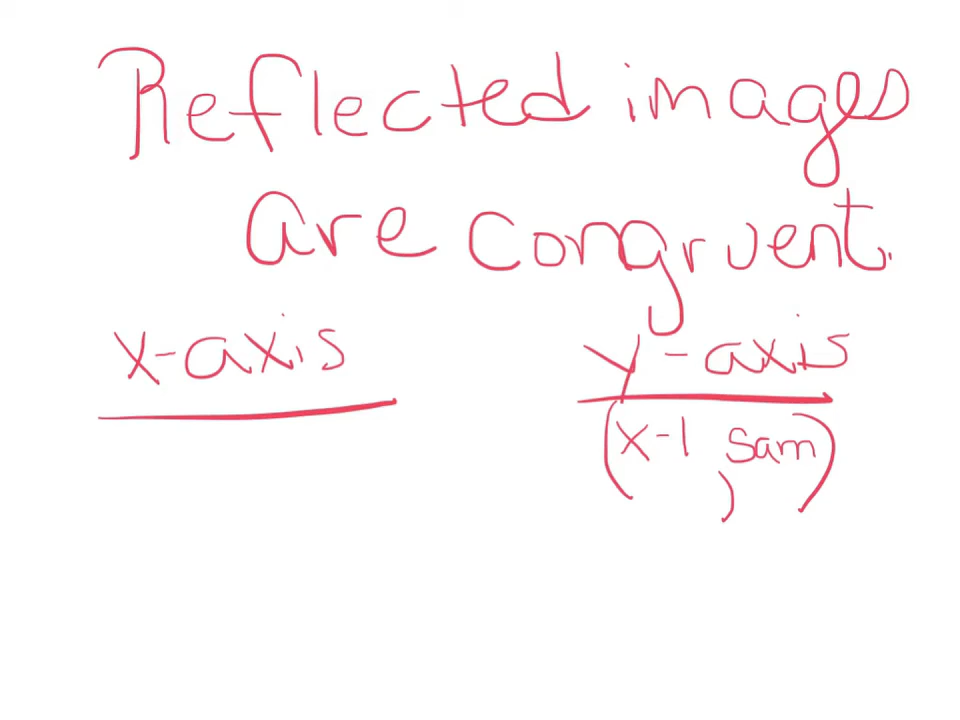 Reflected images
are congruent.
x-axis
y-axis
(x-1, sam)